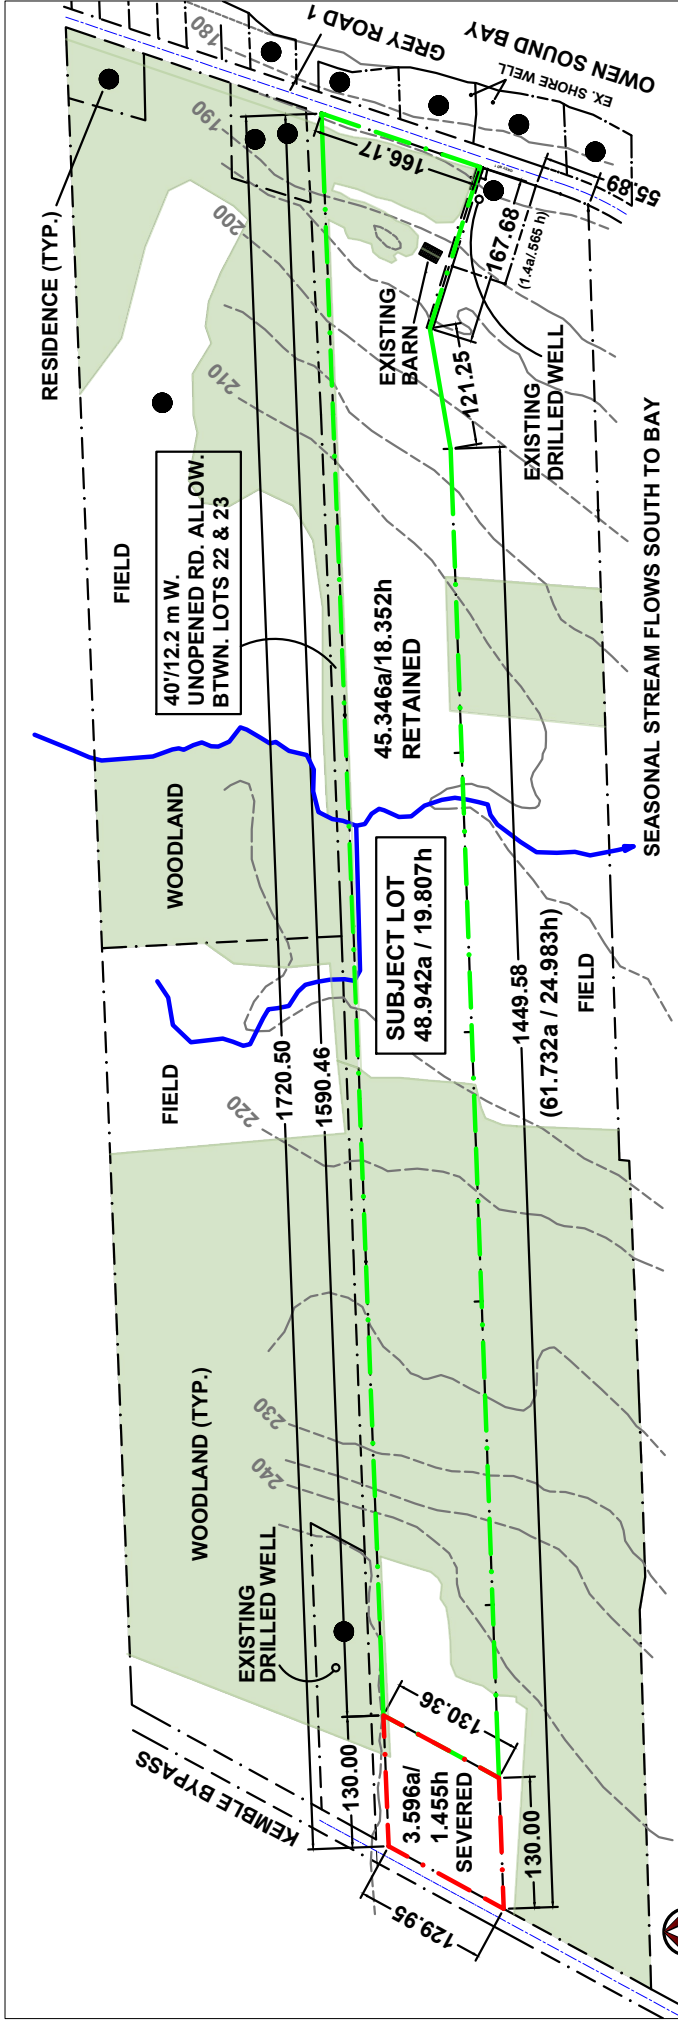 KEMBLE BYPASS
129.95
130.00
130.36
3.596a/
1.455h
SEVERED
130.00
EXISTING
DRILLED WELL
WOODLAND (TYP.)
240
230
220
FIELD
1720.50
1590.46
WOODLAND
SUBJECT LOT
48.942a / 19.807h
1449.58
(61.732a / 24.983h)
FIELD
SEASONAL STREAM FLOWS SOUTH TO BAY
45.346a/18.352h
RETAINED
FIELD
40'/12.2 m W.
UNOPENED RD. ALLOW.
BTWN. LOTS 22 & 23
210
200
190
180
RESIDENCE (TYP.)
EXISTING
BARN
121.25
EXISTING
DRILLED WELL
167.68
(1.4a/.565 h)
166.17
55.89
GREY ROAD 1
EX. SHORE WELL
OWEN SOUND BAY